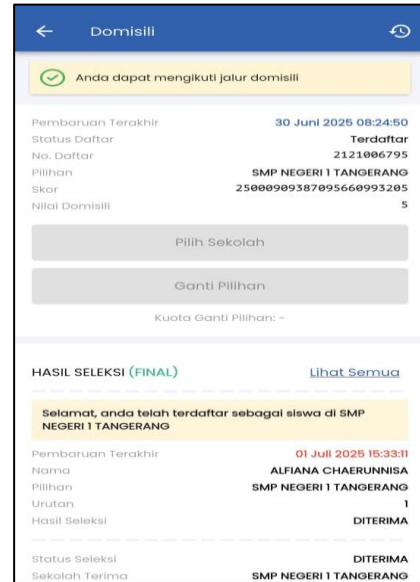 Domisili
Anda dapat mengikuti jalur domisili
Pembaruan Terakhir 30 Juni 2025 08:24:50
Status Daftar Terdaftar
No. Daftar 2121006795
Pilihan SMP NEGERI 1 TANGERANG
Skor 25000909387095660993205
Nilai Domisili 5
Pilih Sekolah
Ganti Pilihan
Kuota Ganti Pilihan: -
HASIL SELEKSI (FINAL) Lihat Semua
Selamat, anda telah terdaftar sebagai siswa di SMP
NEGERI 1 TANGERANG
Pembaruan Terakhir 01 Juli 2025 15:33:11
Nama ALFIANA CHAERUNNISA
Pilihan SMP NEGERI 1 TANGERANG
Urutan 1
Hasil Seleksi DITERIMA
Status Seleksi DITERIMA
Sekolah Terima SMP NEGERI 1 TANGERANG